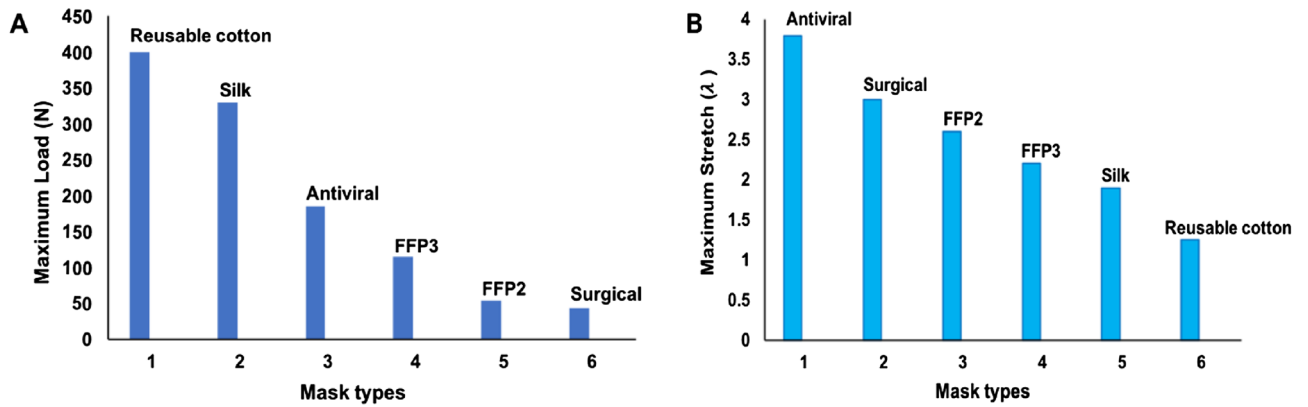 A
Maximum Load (N)
450
400
350
300
250
200
150
100
50
0
Reusable cotton
Silk
Antiviral
FFP3
FFP2
Surgical
1 2 3 4 5 6
Mask types
B
Maximum Stretch (λ)
4
3.5
3
2.5
2
1.5
1
0.5
0
Antiviral
Surgical
FFP2
FFP3
Silk
Reusable cotton
1 2 3 4 5 6
Mask types